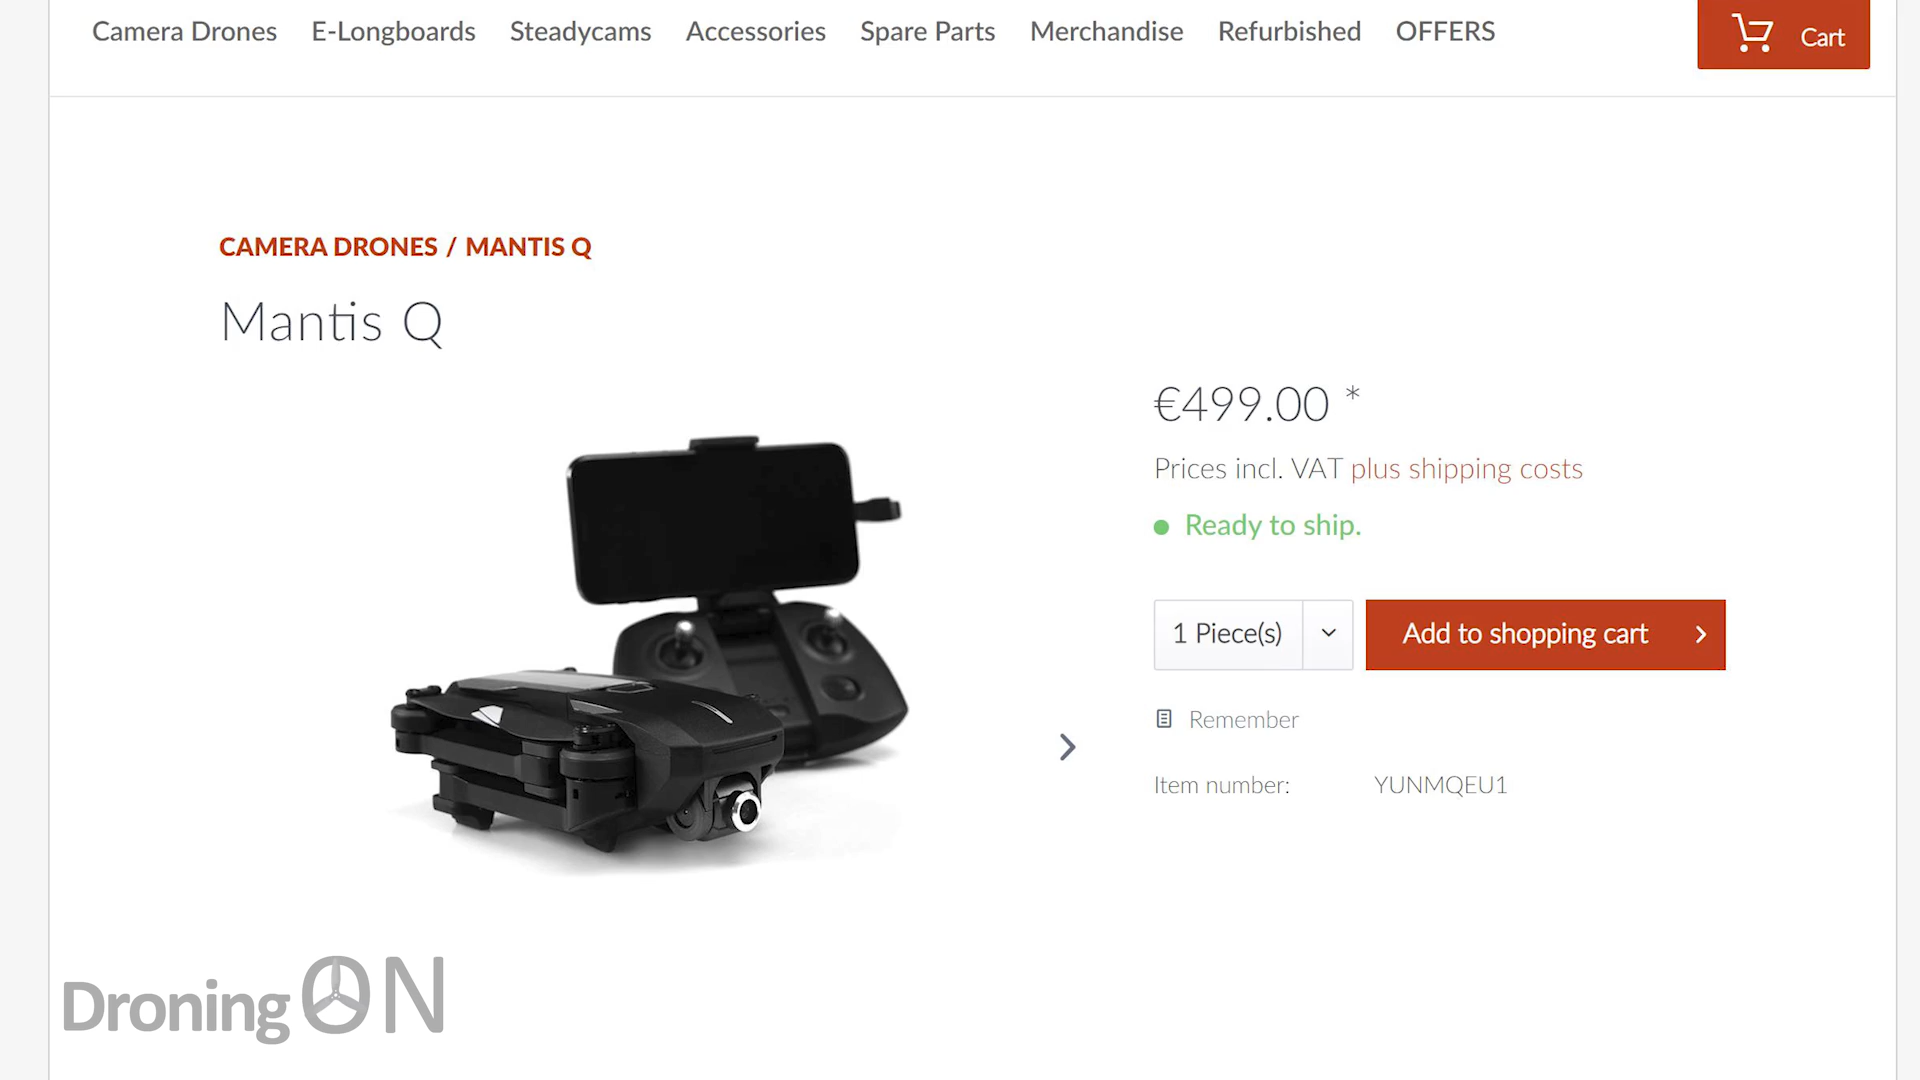 Camera Drones E-Longboards Steadycams Accessories Spare Parts Merchandise Refurbished OFFERS Cart
CAMERA DRONES / MANTIS Q
Mantis Q
€499.00 *
Prices incl. VAT plus shipping costs
Ready to ship.
1 Piece(s) Add to shopping cart
Remember
Item number: YUNMQEU1
DroningON